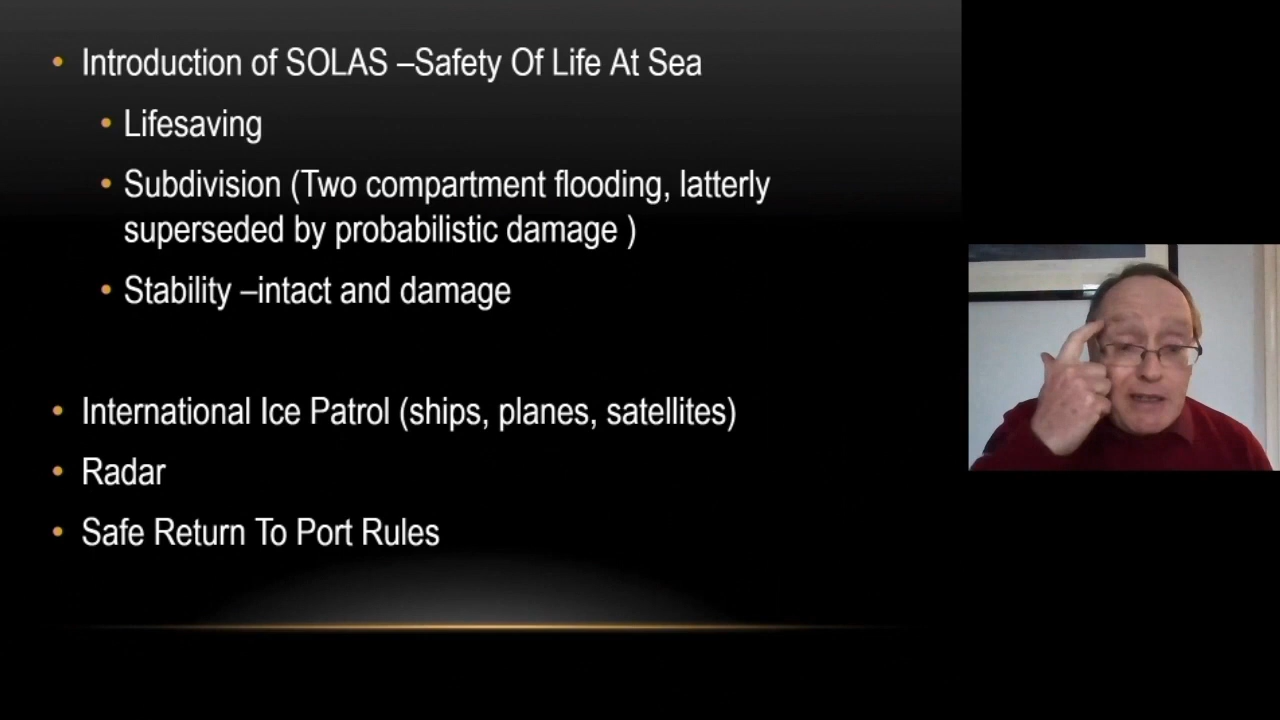 • Introduction of SOLAS –Safety Of Life At Sea
• Lifesaving
• Subdivision (Two compartment flooding, latterly
superseded by probabilistic damage )
• Stability –intact and damage
• International Ice Patrol (ships, planes, satellites)
• Radar
• Safe Return To Port Rules